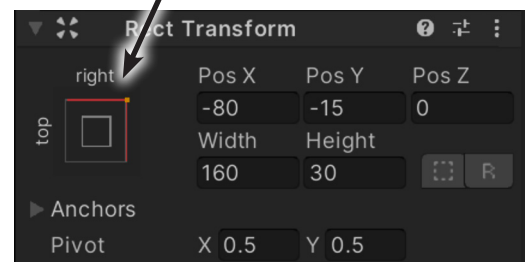 Rect Transform
right Pos X Pos Y Pos Z
top -80 -15 0
Width Height
160 30 R
Anchors
Pivot X 0.5 Y 0.5